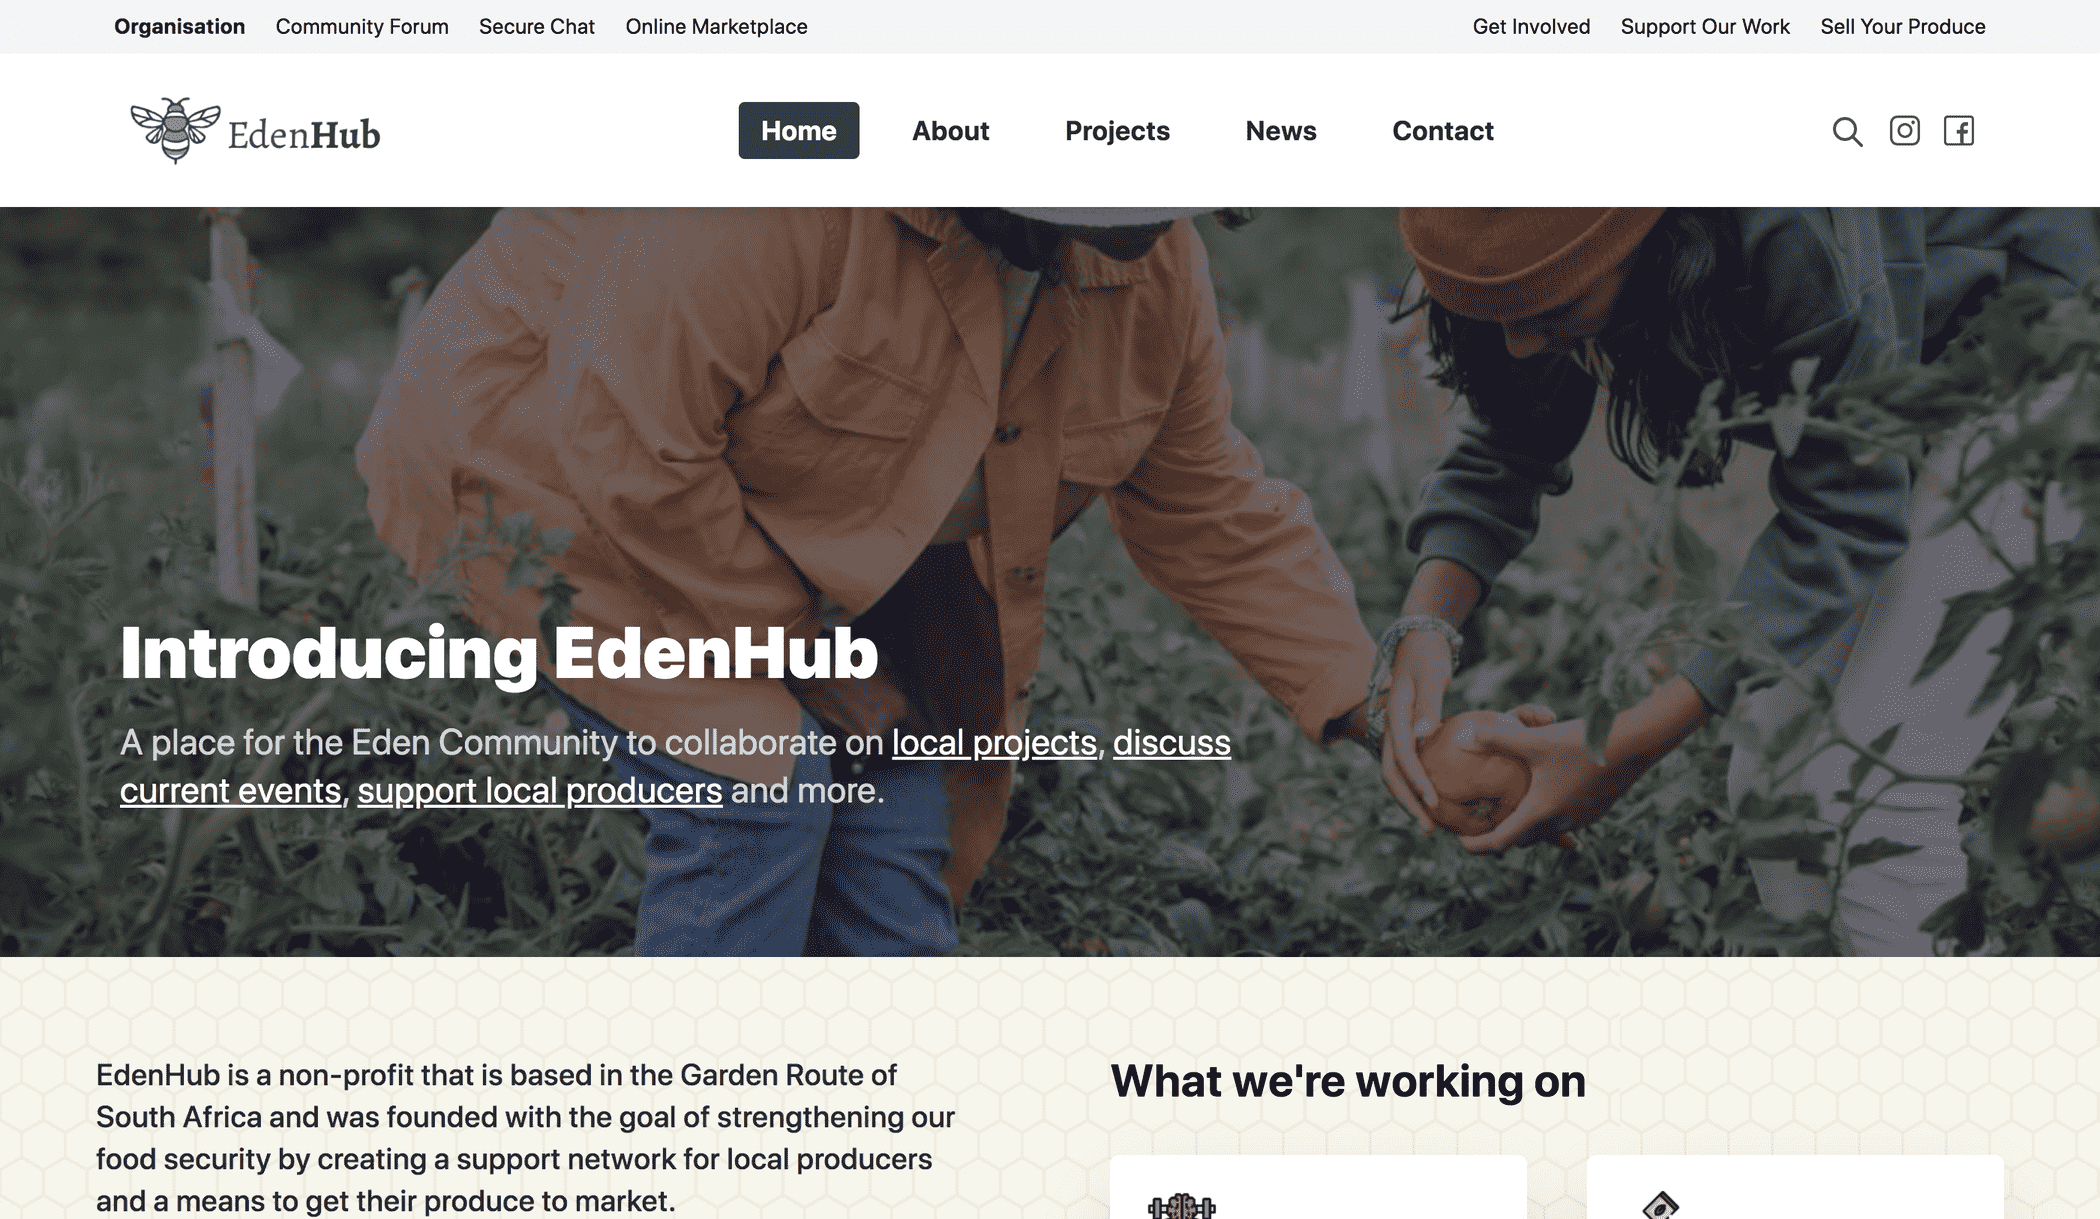 Organisation Community Forum Secure Chat Online Marketplace Get Involved Support Our Work Sell Your Produce
EdenHub Home About Projects News Contact
Introducing EdenHub
A place for the Eden Community to collaborate on local projects, discuss
current events, support local producers and more.
EdenHub is a non-profit that is based in the Garden Route of
South Africa and was founded with the goal of strengthening our
food security by creating a support network for local producers
and a means to get their produce to market.
What we're working on